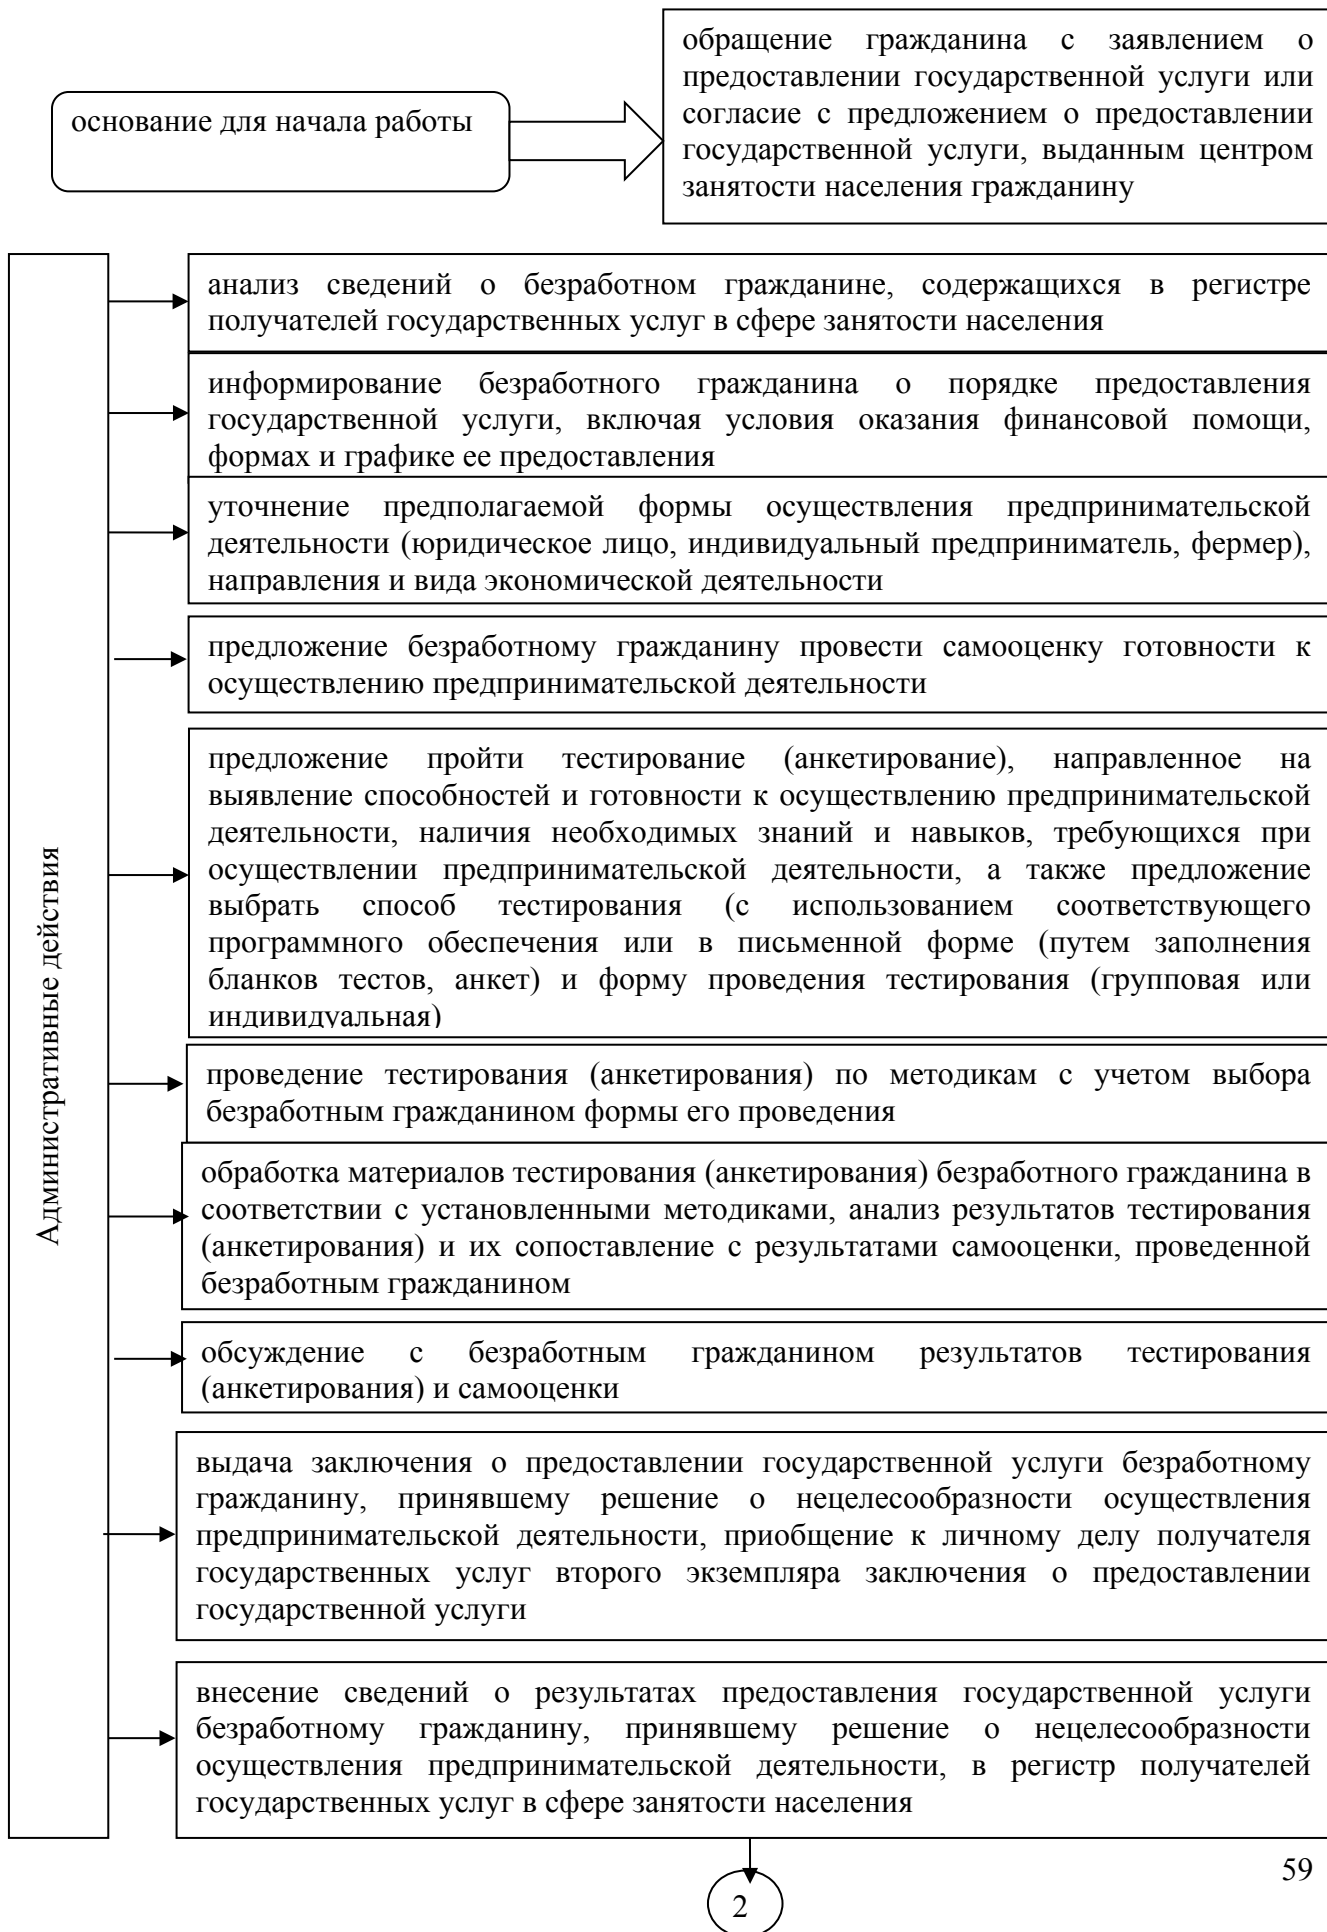 обращение гражданина с заявлением о
предоставлении государственной услуги или
согласие с предложением о предоставлении
государственной услуги, выданным центром
занятости населения гражданину
основание для начала работы
Административные действия
анализ сведений о безработном гражданине, содержащихся в регистре
получателей государственных услуг в сфере занятости населения
информирование безработного гражданина о порядке предоставления
государственной услуги, включая условия оказания финансовой помощи,
формах и графике ее предоставления
уточнение предполагаемой формы осуществления предпринимательской
деятельности (юридическое лицо, индивидуальный предприниматель, фермер),
направления и вида экономической деятельности
предложение безработному гражданину провести самооценку готовности к
осуществлению предпринимательской деятельности
предложение пройти тестирование (анкетирование), направленное на
выявление способностей и готовности к осуществлению предпринимательской
деятельности, наличия необходимых знаний и навыков, требующихся при
осуществлении предпринимательской деятельности, а также предложение
выбрать способ тестирования (с использованием соответствующего
программного обеспечения или в письменной форме (путем заполнения
бланков тестов, анкет) и форму проведения тестирования (групповая или
индивидуальная)
проведение тестирования (анкетирования) по методикам с учетом выбора
безработным гражданином формы его проведения
обработка материалов тестирования (анкетирования) безработного гражданина в
соответствии с установленными методиками, анализ результатов тестирования
(анкетирования) и их сопоставление с результатами самооценки, проведенной
безработным гражданином
обсуждение с безработным гражданином результатов тестирования
(анкетирования) и самооценки
выдача заключения о предоставлении государственной услуги безработному
гражданину, принявшему решение о нецелесообразности осуществления
предпринимательской деятельности, приобщение к личному делу получателя
государственных услуг второго экземпляра заключения о предоставлении
государственной услуги
внесение сведений о результатах предоставления государственной услуги
безработному гражданину, принявшему решение о нецелесообразности
осуществления предпринимательской деятельности, в регистр получателей
государственных услуг в сфере занятости населения
59
2